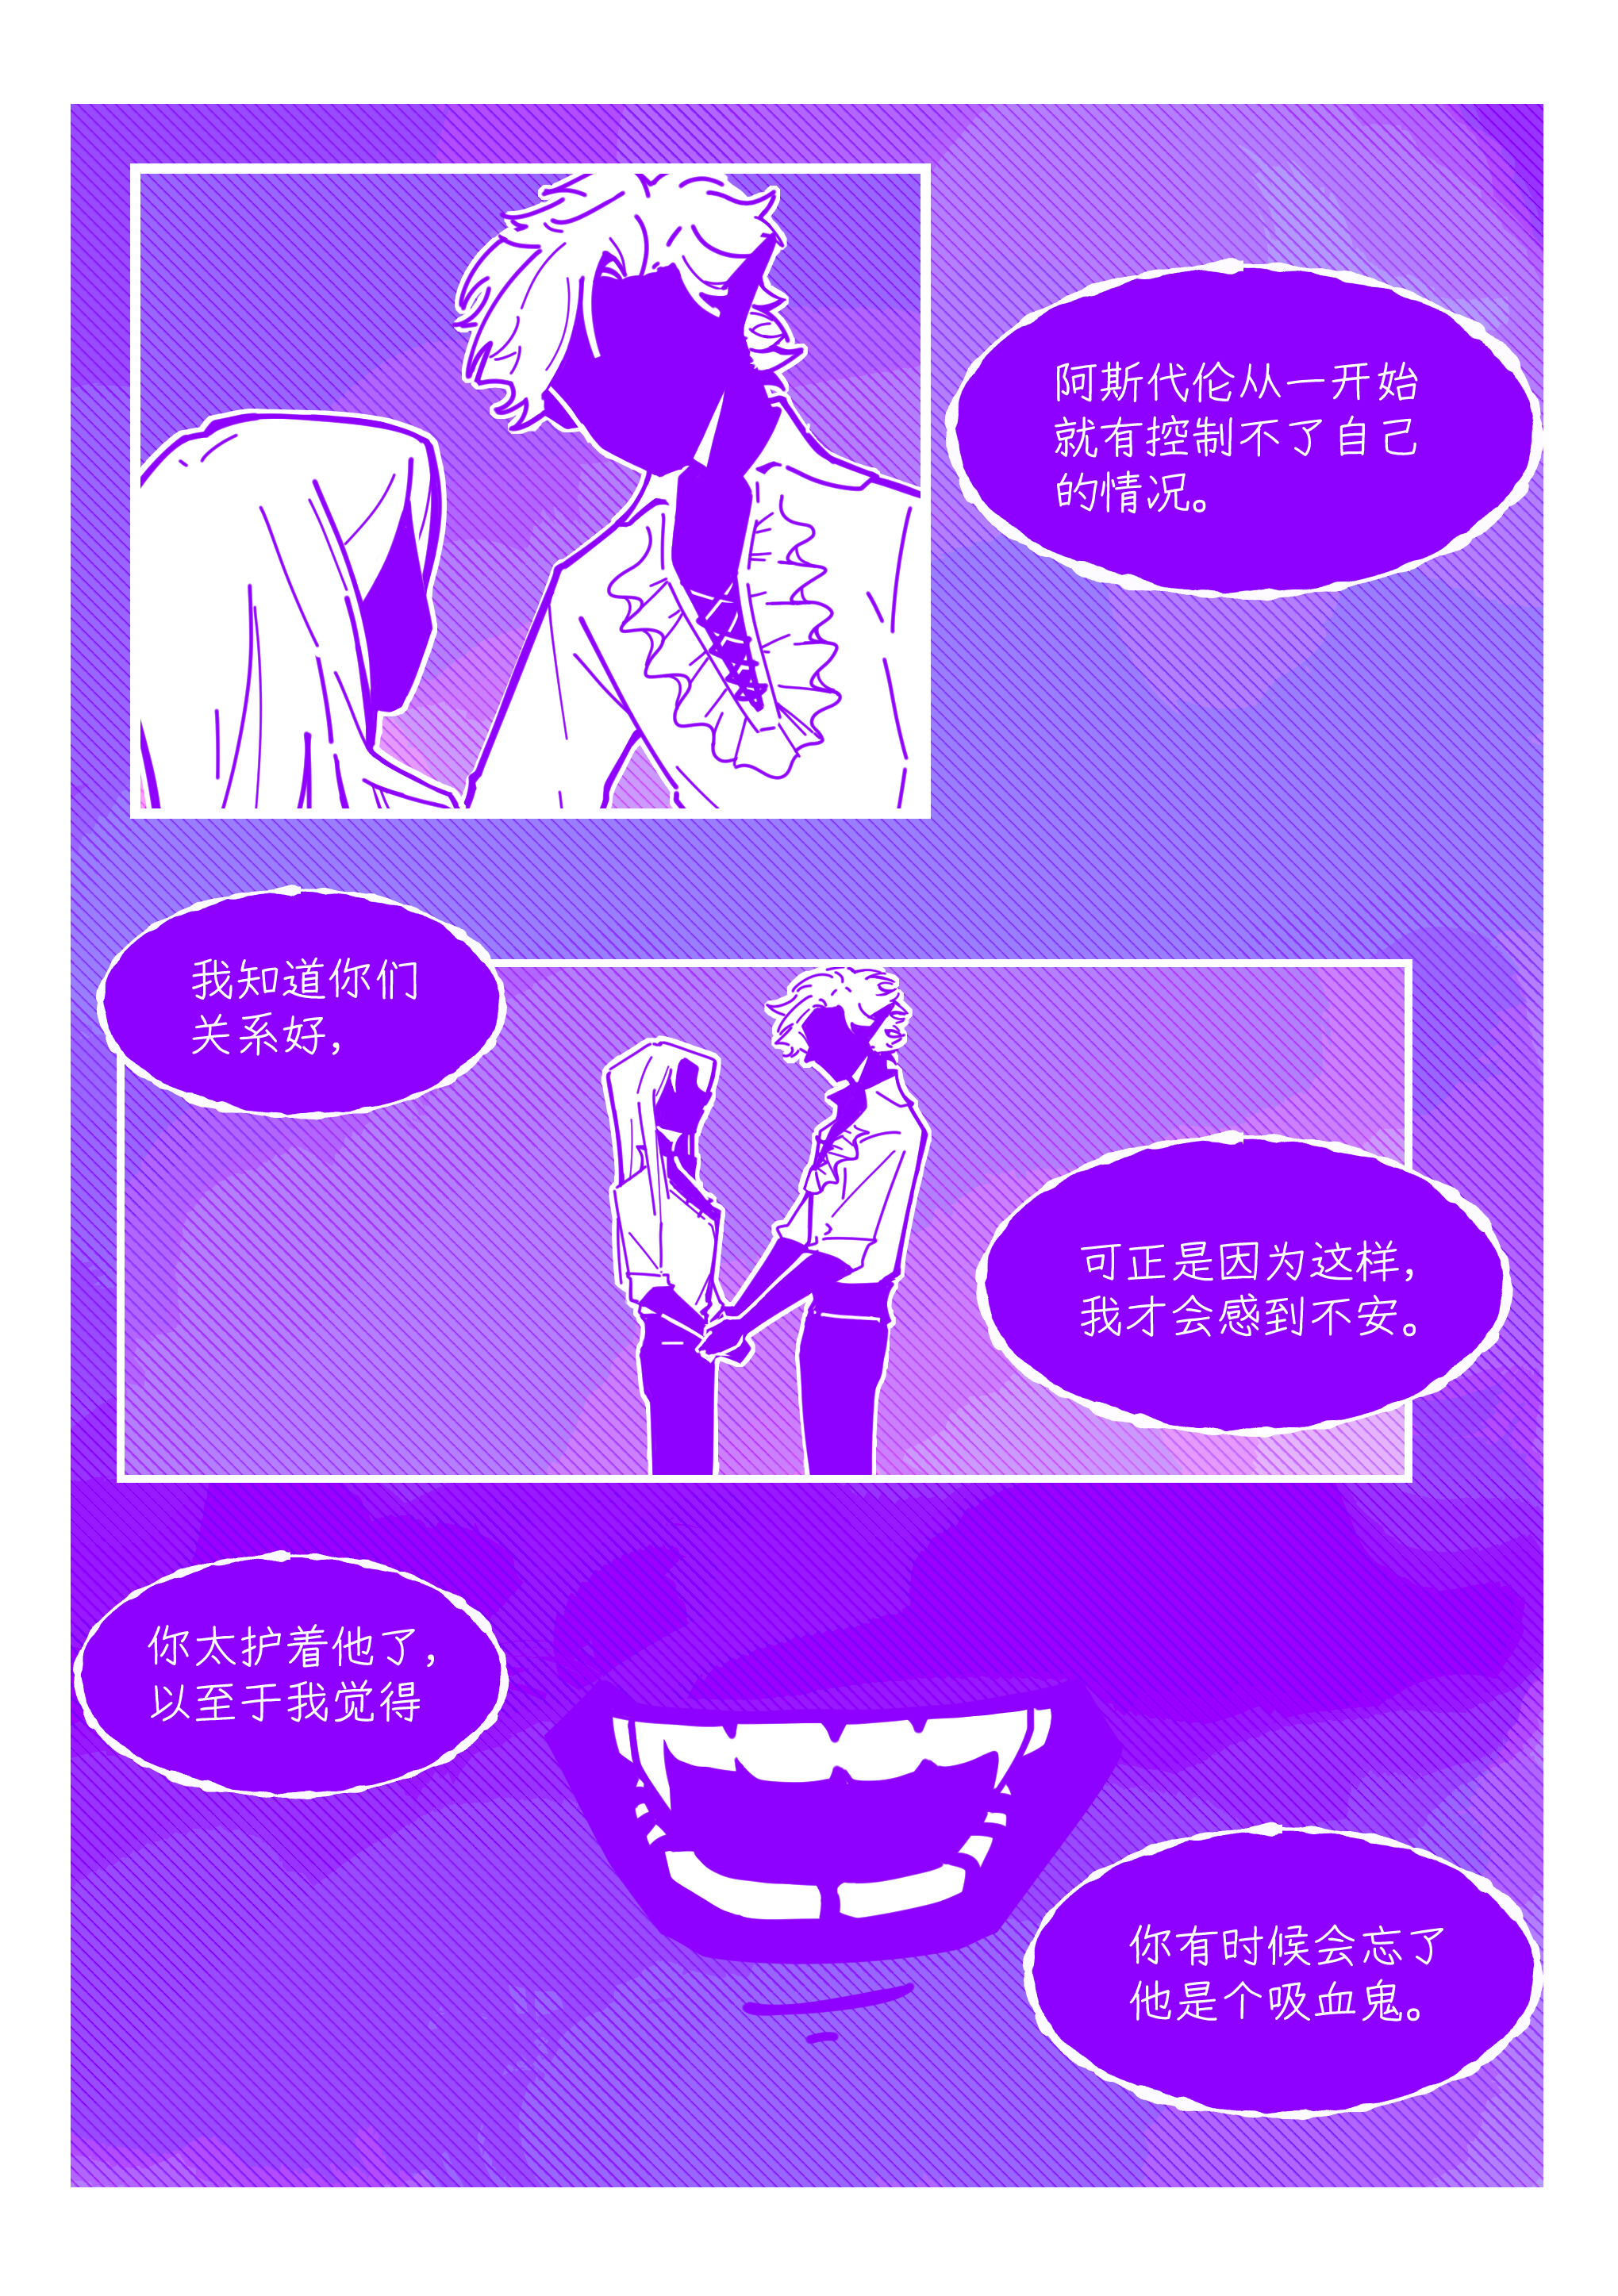 阿斯代伦从一开始
就有控制不了自己
的情况。
我知道你们
关系好，
可正是因为这样，
我才会感到不安。
你太护着他了，
以至于我觉得
你有时候会忘了
他是个吸血鬼。